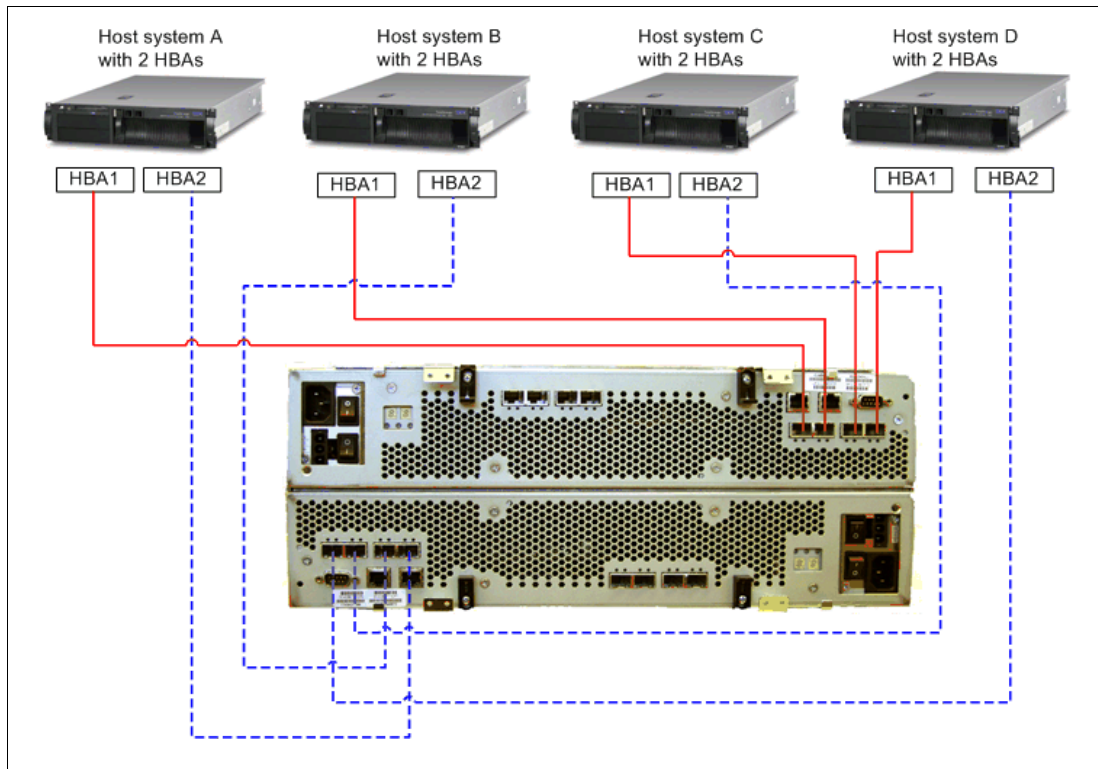 Host system A
with 2 HBAs
Host system B
with 2 HBAs
Host system C
with 2 HBAs
Host system D
with 2 HBAs
HBA1
HBA2
HBA1
HBA2
HBA1
HBA2
HBA1
HBA2